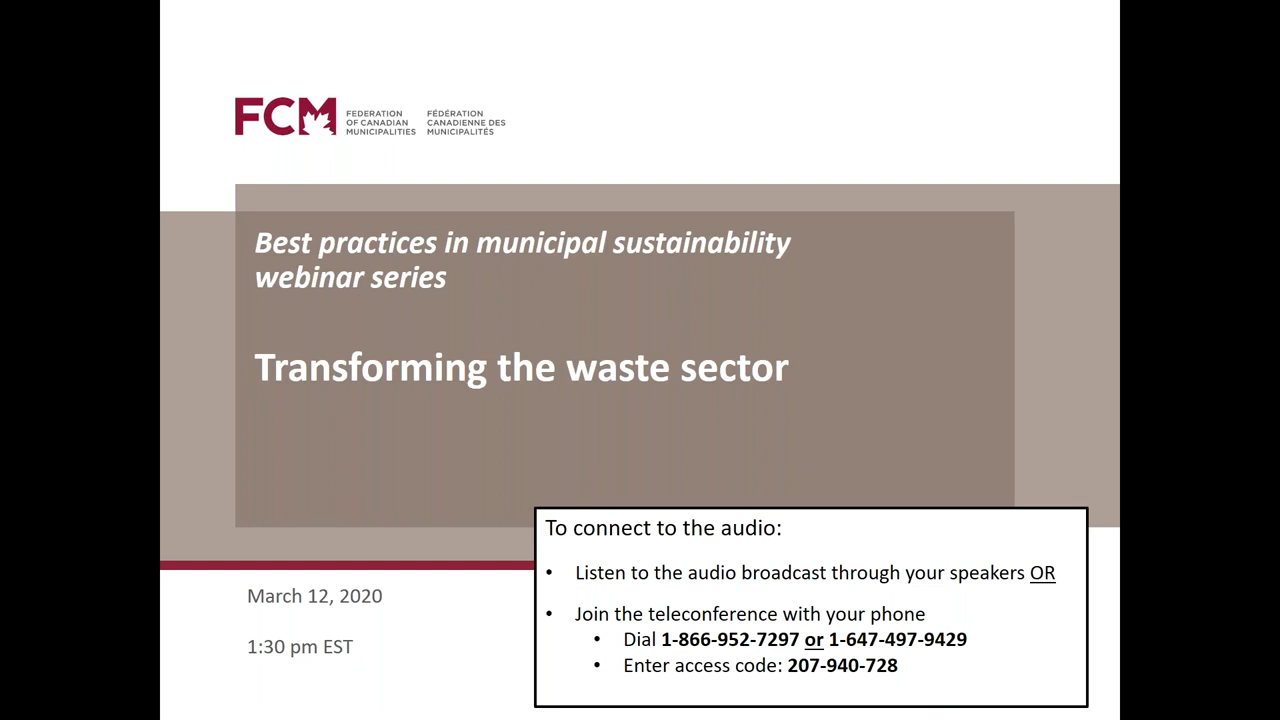 FCM
FEDERATION
OF CANADIAN
MUNICIPALITIES
FÉDÉRATION
CANADIENNE DES
MUNICIPALITÉS
Best practices in municipal sustainability
webinar series
Transforming the waste sector
To connect to the audio:
• Listen to the audio broadcast through your speakers OR
• Join the teleconference with your phone
• Dial 1-866-952-7297 or 1-647-497-9429
• Enter access code: 207-940-728
March 12, 2020
1:30 pm EST